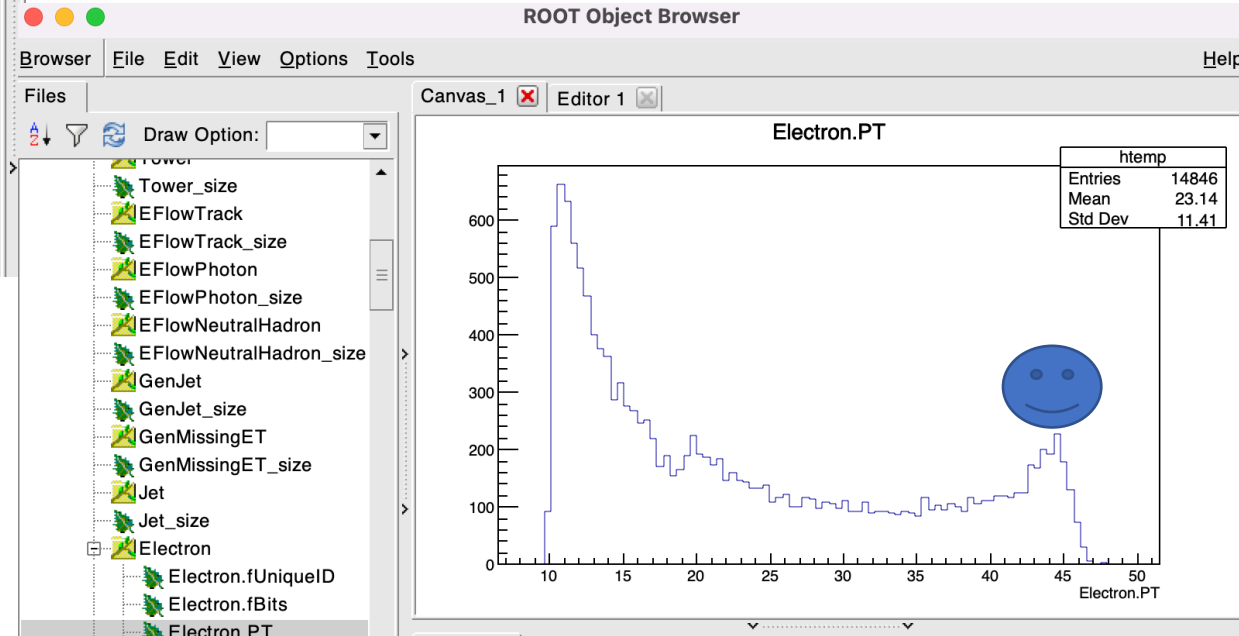 ROOT Object Browser
Browser File Edit View Options Tools Help
Files
Canvas_1 Editor 1
Draw Option:
Tower
Tower_size
EFlowTrack
EFlowTrack_size
EFlowPhoton
EFlowPhoton_size
EFlowNeutralHadron
EFlowNeutralHadron_size
GenJet
GenJet_size
GenMissingET
GenMissingET_size
Jet
Jet_size
Electron
Electron.fUniqueID
Electron.fBits
Electron.PT
Electron.PT
htemp
Entries 14846
Mean 23.14
Std Dev 11.41
600
500
400
300
200
100
0
10 15 20 25 30 35 40 45 50
Electron.PT